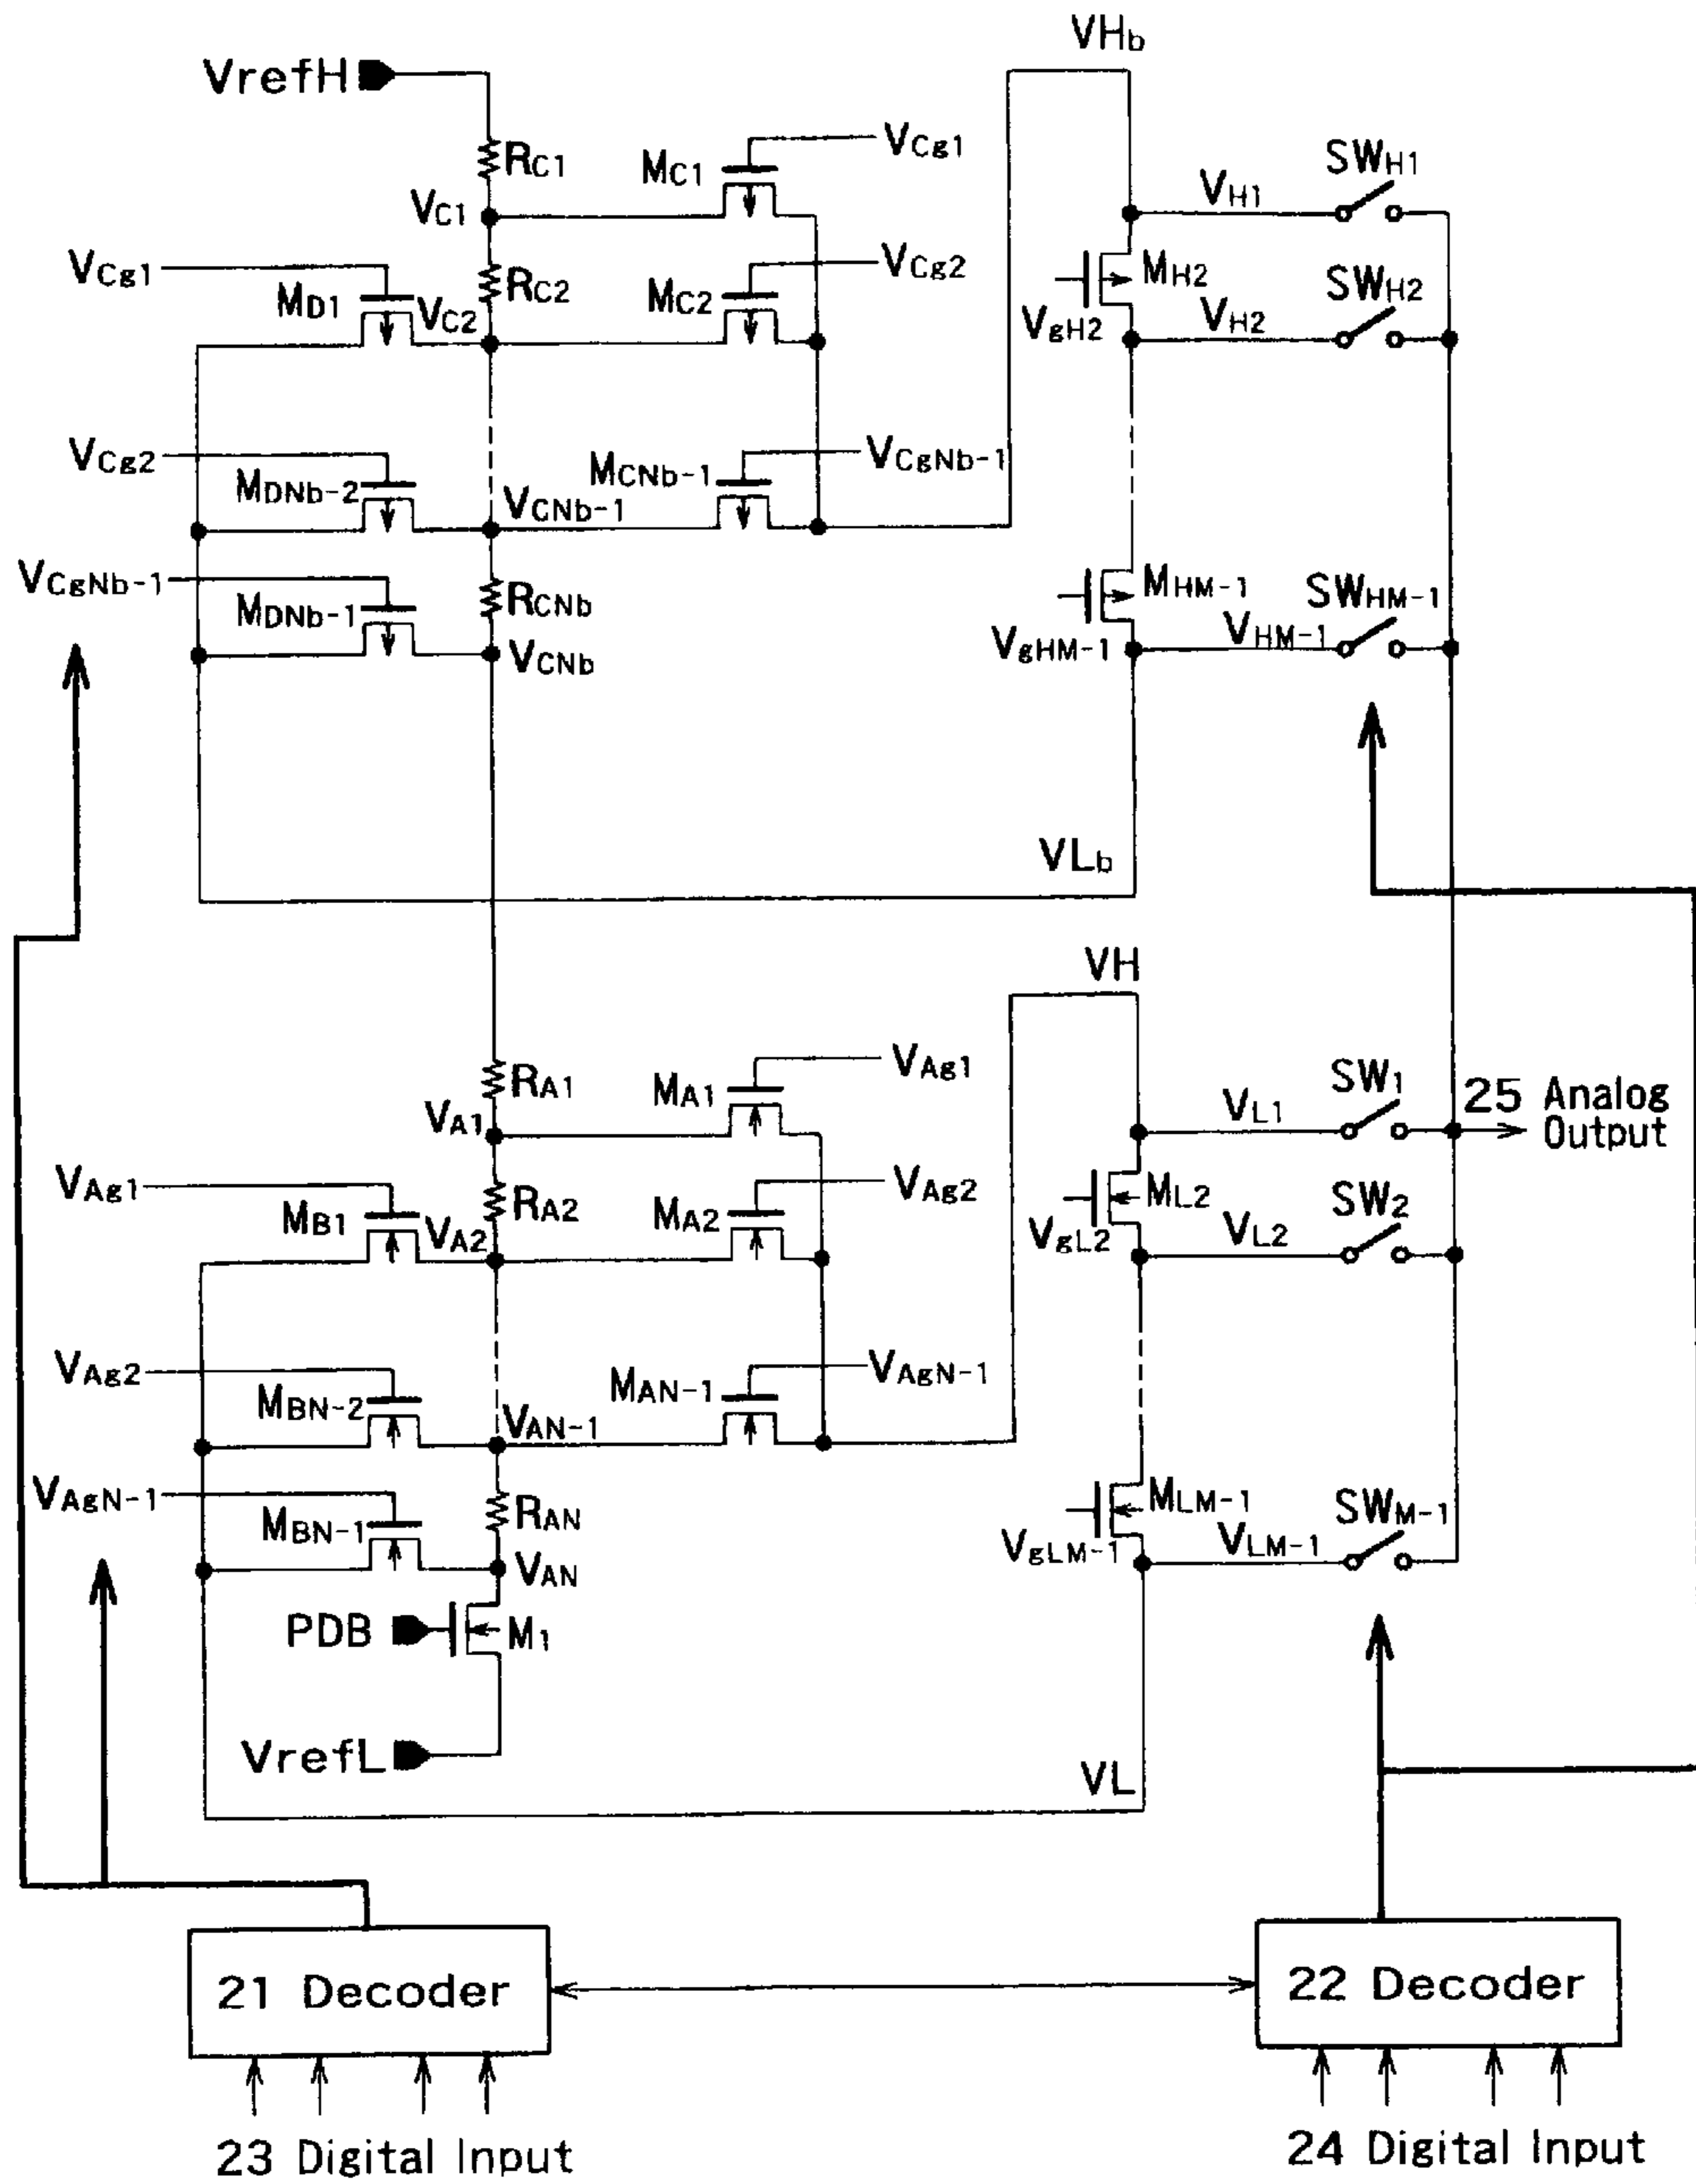 VHb
VrefH
RC1
MC1
VCg1
SWH1
VC1
VH1
VCg1
MD1
RC2
VC2
MC2
VCg2
MH2
SWH2
VgH2
VH2
VCg2
MDNb-2
VCNb-1
MCNb-1
VCgNb-1
VCgNb-1
MDNb-1
RCNb
VCNb
MHM-1
SWHM-1
VgHM-1
VHM-1
VLb
VH
RA1
MA1
VAg1
SW1
VA1
VL1
25 Analog
Output
VAg1
MB1
RA2
VA2
MA2
VAg2
ML2
SW2
VgL2
VL2
VAg2
MBN-2
VAN-1
MAN-1
VAgN-1
VAgN-1
MBN-1
RAN
VAN
MLM-1
SWM-1
VgLM-1
VLM-1
PDB
M1
VrefL
VL
21 Decoder
22 Decoder
23 Digital Input
24 Digital Input